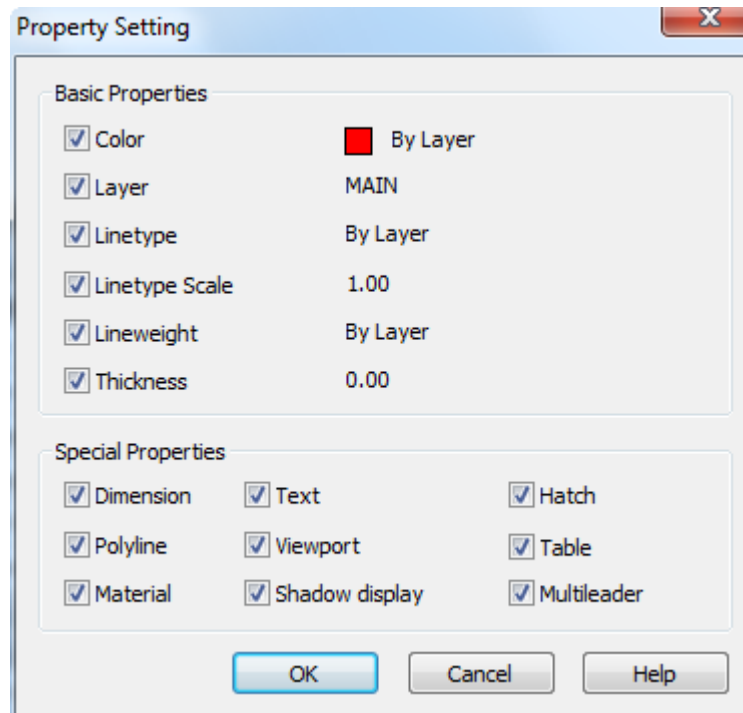 Property Setting
Basic Properties
Color By Layer
Layer MAIN
Linetype By Layer
Linetype Scale 1.00
Lineweight By Layer
Thickness 0.00
Special Properties
Dimension Text Hatch
Polyline Viewport Table
Material Shadow display Multileader
OK Cancel Help